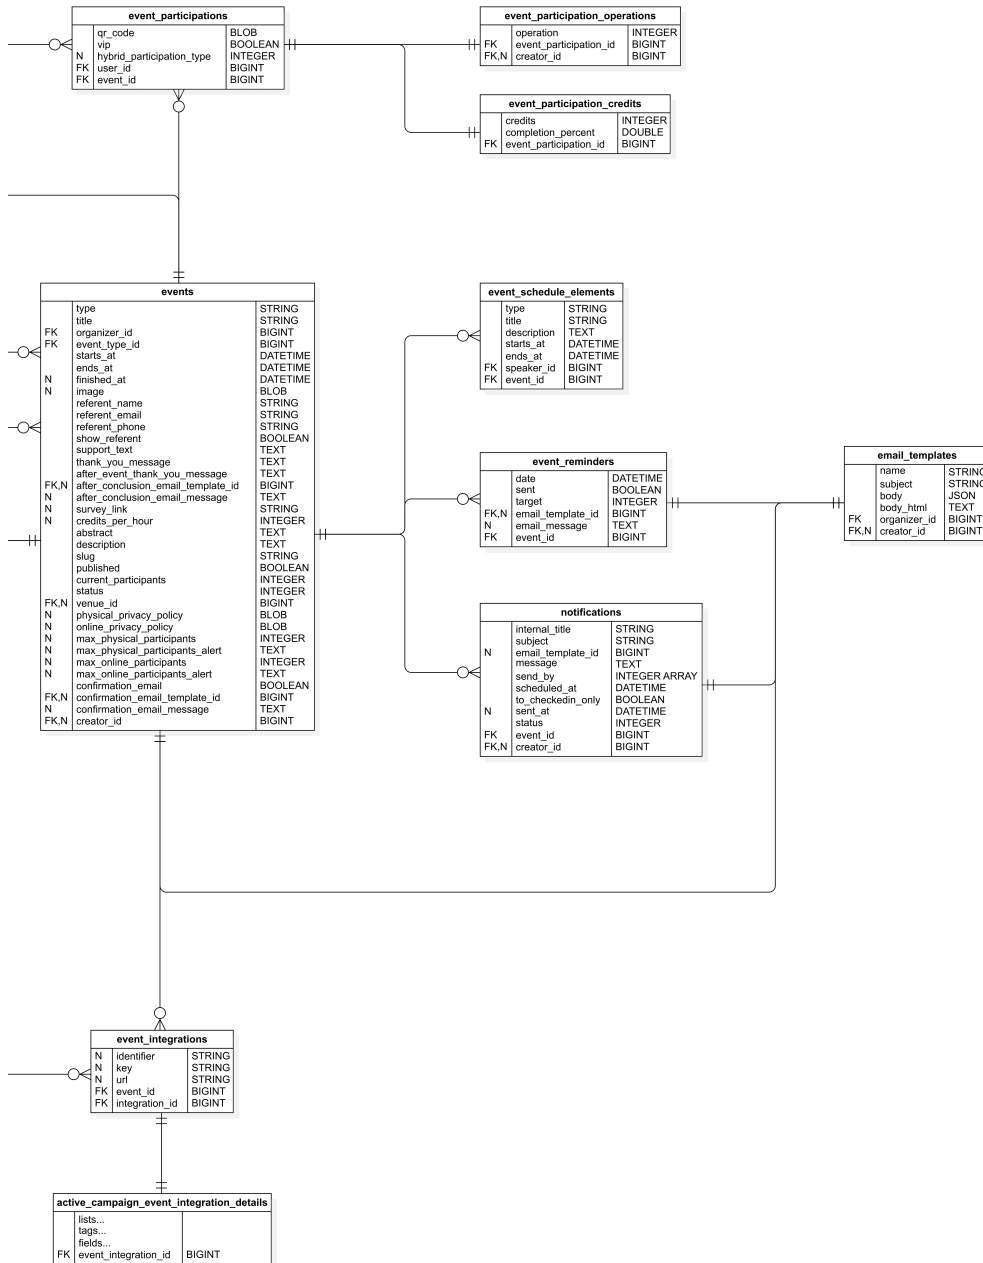 event_participations
qr_code BLOB
vip BOOLEAN
N hybrid_participation_type INTEGER
FK user_id BIGINT
FK event_id BIGINT
event_participation_operations
operation INTEGER
FK event_participation_id BIGINT
FK,N creator_id BIGINT
event_participation_credits
credits INTEGER
completion_percent DOUBLE
FK event_participation_id BIGINT
events
type STRING
title STRING
FK organizer_id BIGINT
FK event_type_id BIGINT
starts_at DATETIME
ends_at DATETIME
N finished_at DATETIME
N image BLOB
referent_name STRING
referent_email STRING
referent_phone STRING
show_referent BOOLEAN
support_text TEXT
thank_you_message TEXT
after_event_thank_you_message TEXT
FK,N after_conclusion_email_template_id BIGINT
N after_conclusion_email_message TEXT
N survey_link STRING
N credits_per_hour INTEGER
abstract TEXT
description TEXT
slug STRING
published BOOLEAN
current_participants INTEGER
status INTEGER
FK,N venue_id BIGINT
N physical_privacy_policy BLOB
N online_privacy_policy BLOB
N max_physical_participants INTEGER
N max_physical_participants_alert TEXT
N max_online_participants INTEGER
N max_online_participants_alert TEXT
confirmation_email BOOLEAN
FK,N confirmation_email_template_id BIGINT
N confirmation_email_message TEXT
FK,N creator_id BIGINT
event_schedule_elements
type STRING
title STRING
description TEXT
starts_at DATETIME
ends_at DATETIME
FK speaker_id BIGINT
FK event_id BIGINT
event_reminders
date DATETIME
sent BOOLEAN
target INTEGER
FK,N email_template_id BIGINT
N email_message TEXT
FK event_id BIGINT
email_templates
name STRING
subject STRING
body JSON
body_html TEXT
FK organizer_id BIGINT
FK,N creator_id BIGINT
notifications
internal_title STRING
subject STRING
N email_template_id BIGINT
message TEXT
send_by INTEGER ARRAY
scheduled_at DATETIME
to_checkedin_only BOOLEAN
N sent_at DATETIME
status INTEGER
FK event_id BIGINT
FK,N creator_id BIGINT
event_integrations
N identifier STRING
N key STRING
N url STRING
FK event_id BIGINT
FK integration_id BIGINT
active_campaign_event_integration_details
lists...
tags...
fields...
FK event_integration_id BIGINT